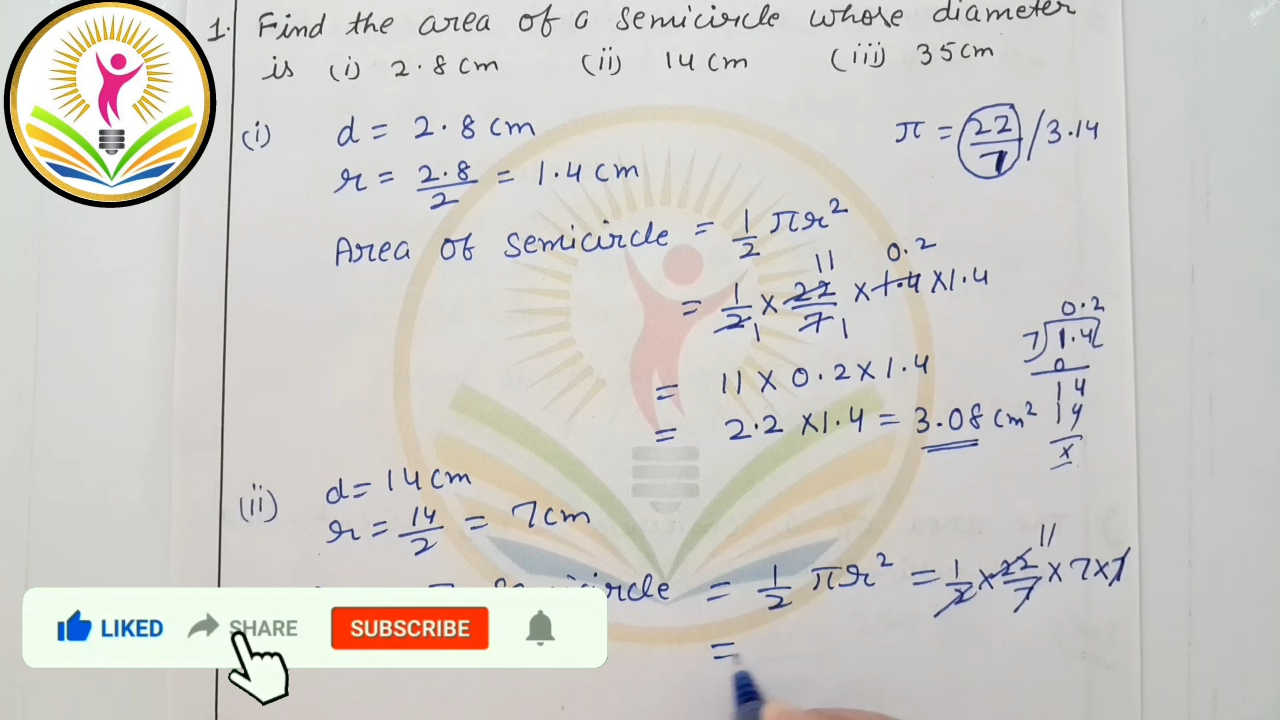 1. Find the area of a semicircle whose diameter
is (i) 2.8 cm (ii) 14 cm (iii) 35 cm
(i) d = 2.8 cm
π = 22/7 / 3.14
r = 2.8/2 = 1.4 cm
Area of semicircle = 1/2 πr²
11 0.2
= 1/2 × 22/7 × 1.4 × 1.4
1 1
0.2
7) 1.4
0
14
14
x
= 11 × 0.2 × 1.4
= 2.2 × 1.4 = 3.08 cm²
(ii) d = 14 cm
r = 14/2 = 7 cm
11
semicircle = 1/2 πr² = 1/2 × 22/7 × 7 × 7
=
LIKED SHARE SUBSCRIBE